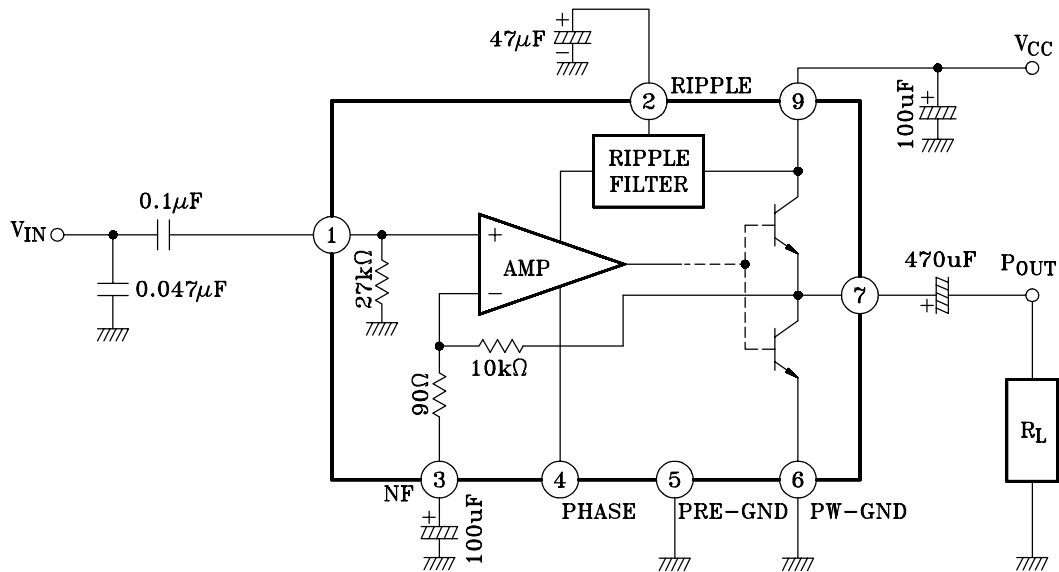 47μF
+
−
2
RIPPLE
9
VCC
+
100uF
RIPPLE
FILTER
VIN
0.1μF
0.047μF
1
27kΩ
+
−
AMP
10kΩ
90Ω
7
470uF
+
POUT
RL
NF
3
4
5
6
PHASE
PRE-GND
PW-GND
+
100uF